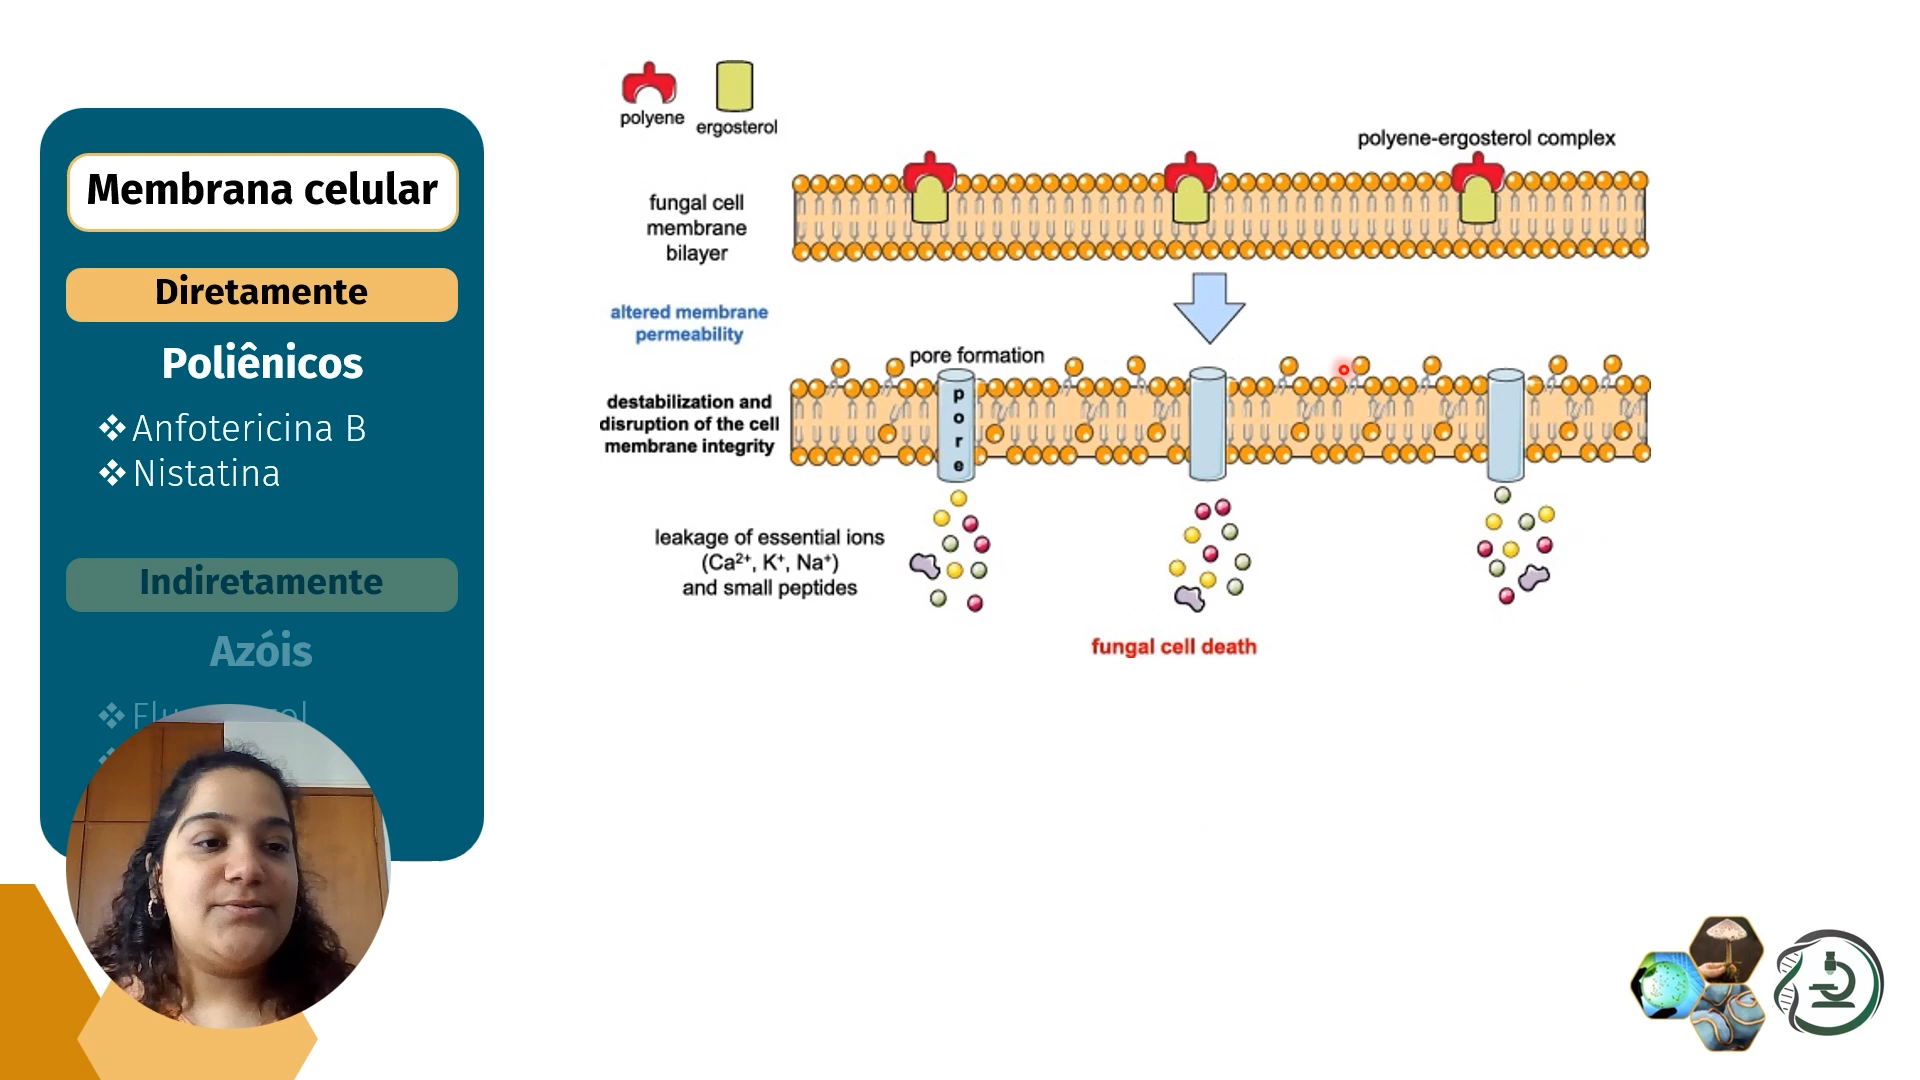 Membrana celular
Diretamente
Poliênicos
❖Anfotericina B
❖Nistatina
Indiretamente
Azóis
polyene
ergosterol
polyene-ergosterol complex
fungal cell
membrane
bilayer
altered membrane
permeability
pore formation
pore
destabilization and
disruption of the cell
membrane integrity
leakage of essential ions
(Ca²⁺, K⁺, Na⁺)
and small peptides
fungal cell death